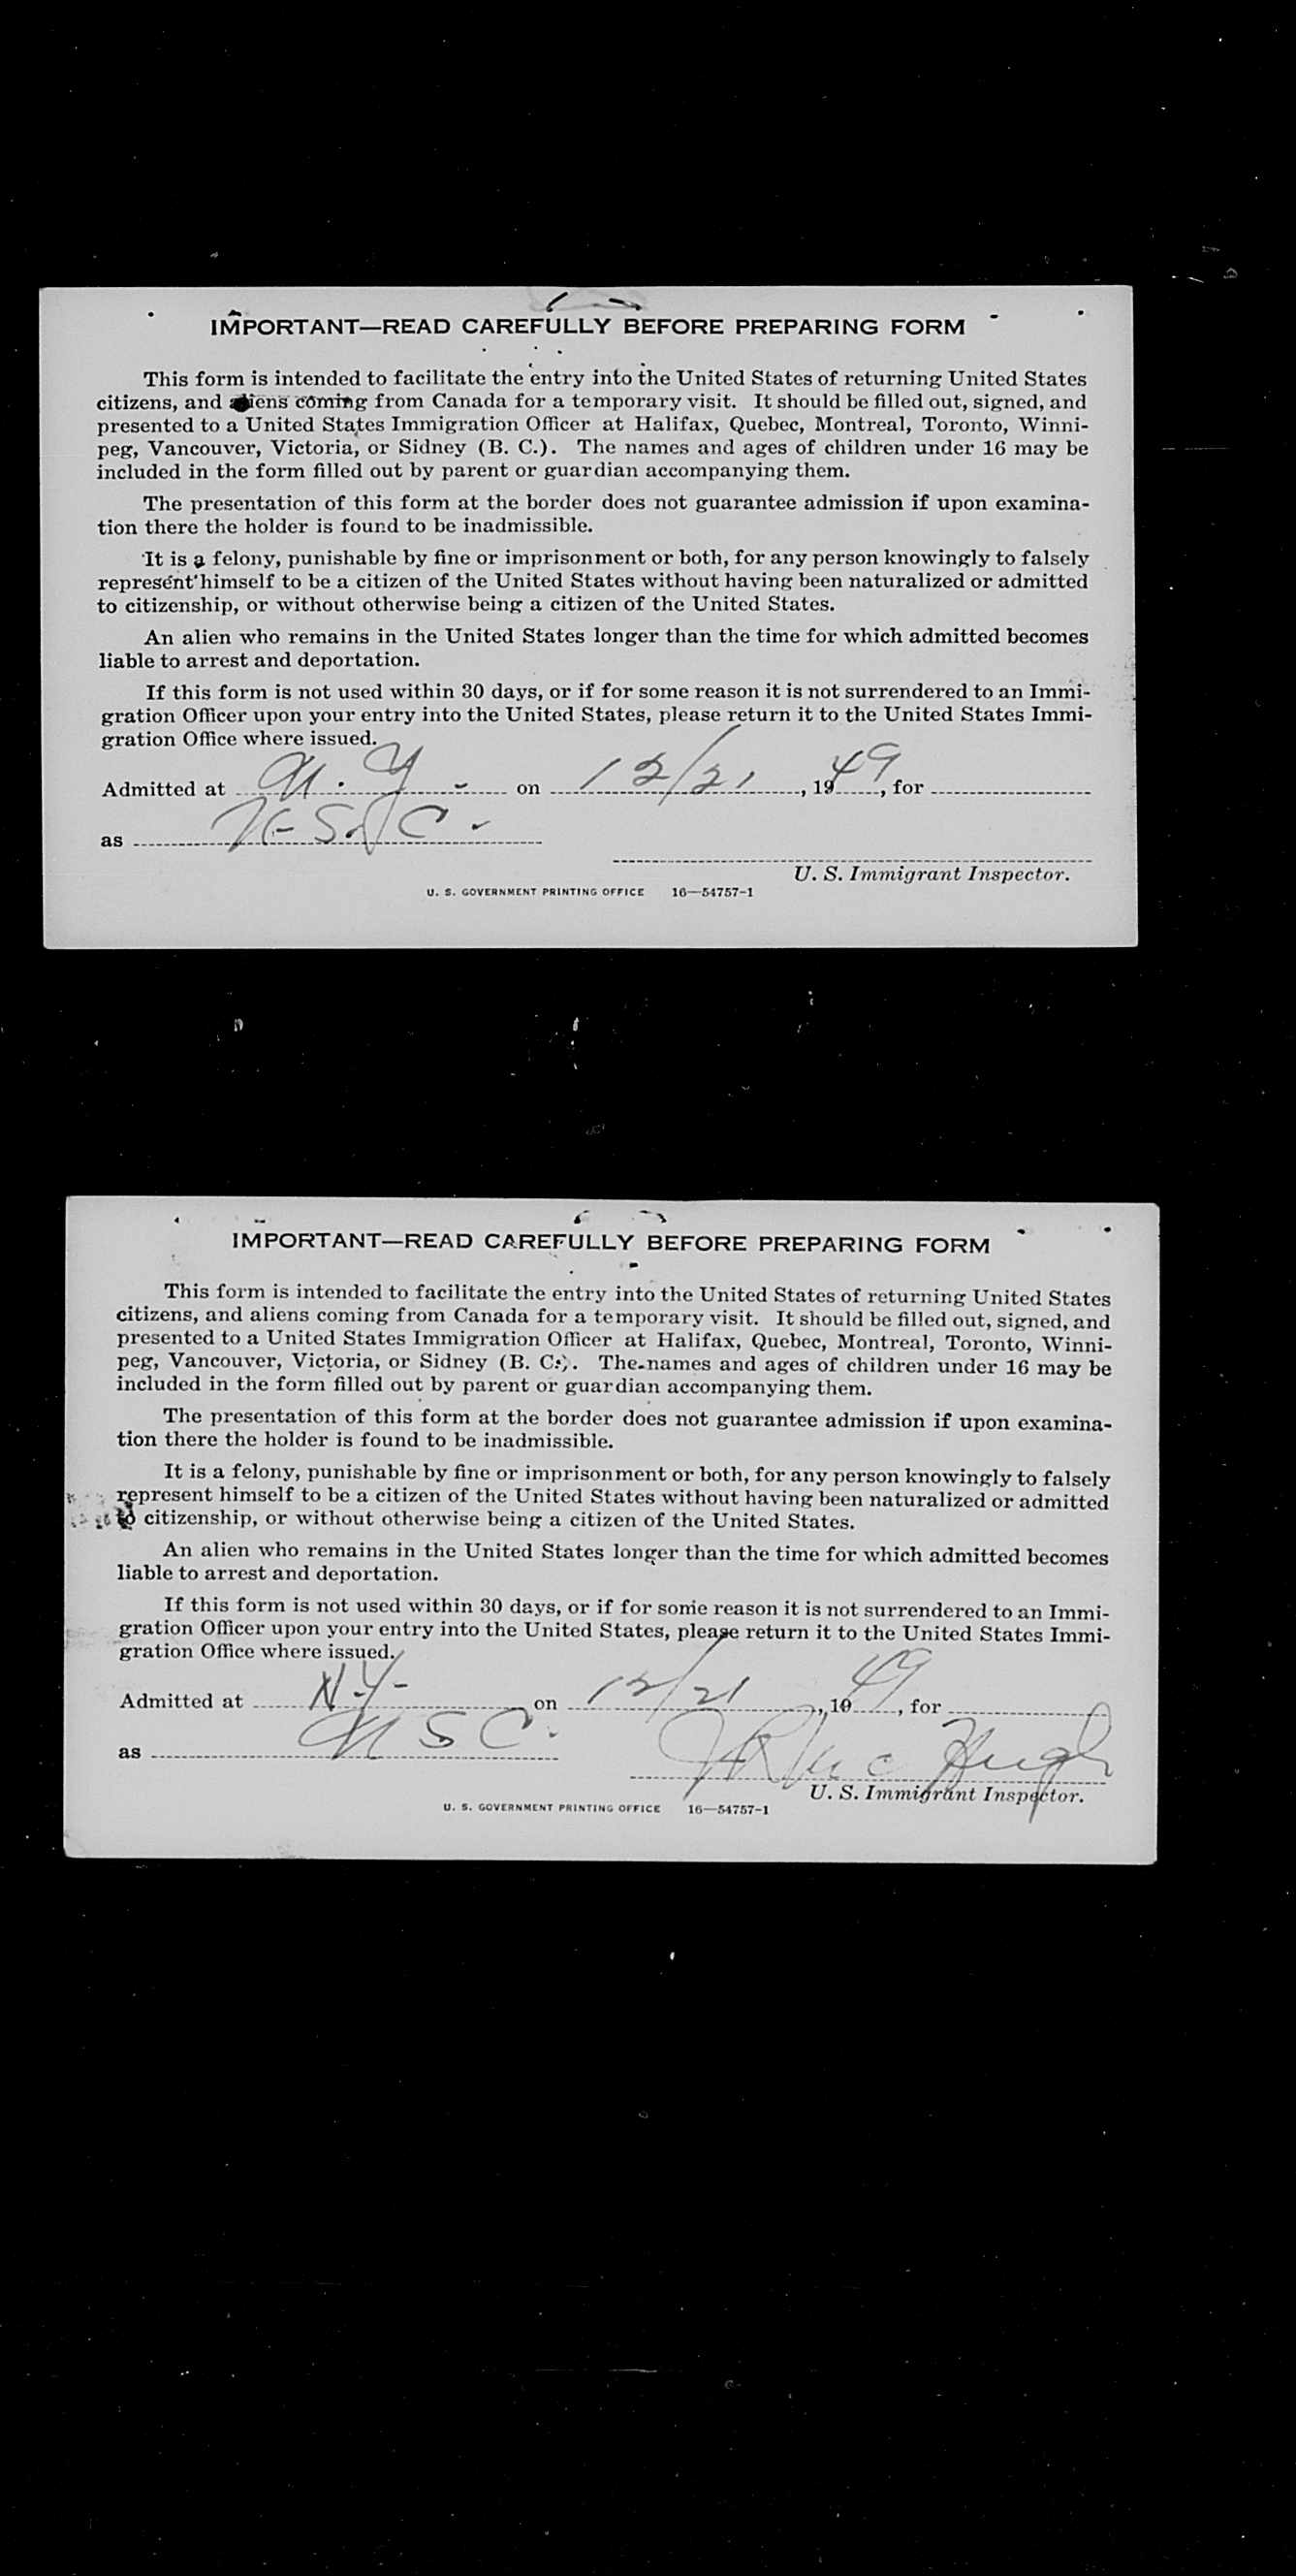 IMPORTANT—READ CAREFULLY BEFORE PREPARING FORM
This form is intended to facilitate the entry into the United States of returning United States
citizens, and aliens coming from Canada for a temporary visit. It should be filled out, signed, and
presented to a United States Immigration Officer at Halifax, Quebec, Montreal, Toronto, Winni-
peg, Vancouver, Victoria, or Sidney (B. C.). The names and ages of children under 16 may be
included in the form filled out by parent or guardian accompanying them.
The presentation of this form at the border does not guarantee admission if upon examina-
tion there the holder is found to be inadmissible.
It is a felony, punishable by fine or imprisonment or both, for any person knowingly to falsely
represent himself to be a citizen of the United States without having been naturalized or admitted
to citizenship, or without otherwise being a citizen of the United States.
An alien who remains in the United States longer than the time for which admitted becomes
liable to arrest and deportation.
If this form is not used within 30 days, or if for some reason it is not surrendered to an Immi-
gration Officer upon your entry into the United States, please return it to the United States Immi-
gration Office where issued.
Admitted at N. Y. on 12/21, 1949, for
as U.S.C.
U. S. Immigrant Inspector.
U. S. GOVERNMENT PRINTING OFFICE 16—54757-1
IMPORTANT—READ CAREFULLY BEFORE PREPARING FORM
This form is intended to facilitate the entry into the United States of returning United States
citizens, and aliens coming from Canada for a temporary visit. It should be filled out, signed, and
presented to a United States Immigration Officer at Halifax, Quebec, Montreal, Toronto, Winni-
peg, Vancouver, Victoria, or Sidney (B. C.). The names and ages of children under 16 may be
included in the form filled out by parent or guardian accompanying them.
The presentation of this form at the border does not guarantee admission if upon examina-
tion there the holder is found to be inadmissible.
It is a felony, punishable by fine or imprisonment or both, for any person knowingly to falsely
represent himself to be a citizen of the United States without having been naturalized or admitted
to citizenship, or without otherwise being a citizen of the United States.
An alien who remains in the United States longer than the time for which admitted becomes
liable to arrest and deportation.
If this form is not used within 30 days, or if for some reason it is not surrendered to an Immi-
gration Officer upon your entry into the United States, please return it to the United States Immi-
gration Office where issued.
Admitted at N.Y. on 12/21, 1949, for
as U S C.
U. S. Immigrant Inspector.
U. S. GOVERNMENT PRINTING OFFICE 16—54757-1